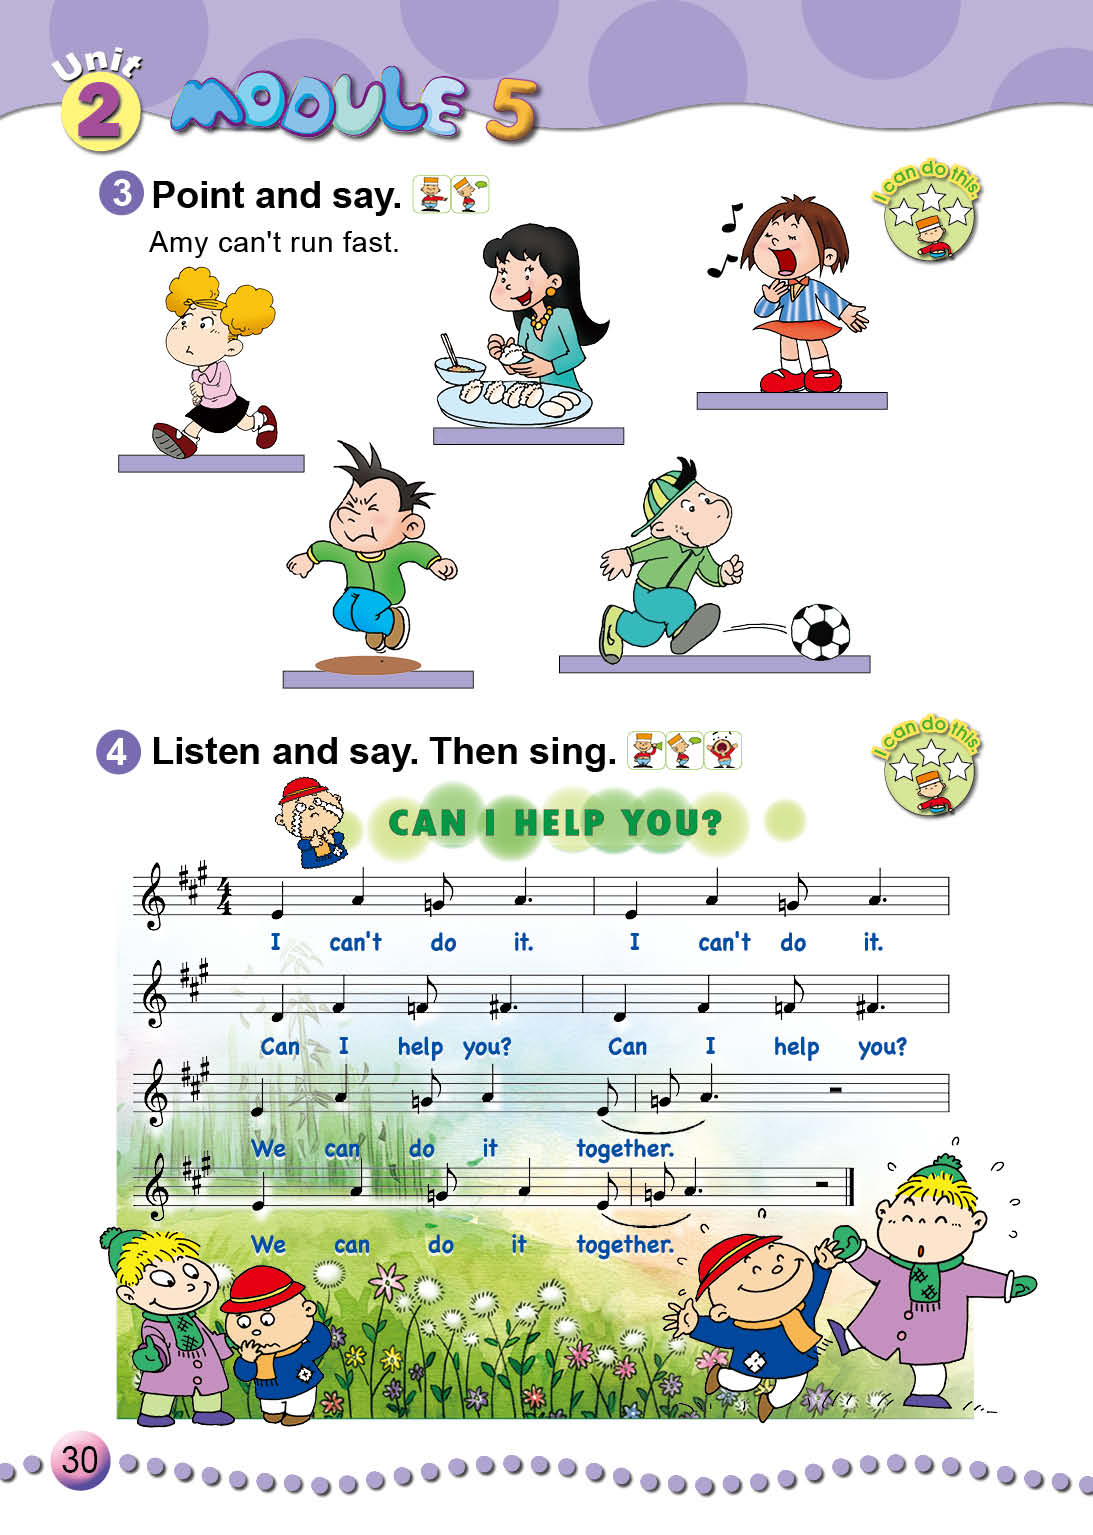 Unit
2 MODULE 5
3 Point and say.
I can do this.
Amy can't run fast.
4 Listen and say. Then sing.
I can do this.
CAN I HELP YOU?
4
4
I can't do it. I can't do it.
Can I help you? Can I help you?
We can do it together.
We can do it together.
30